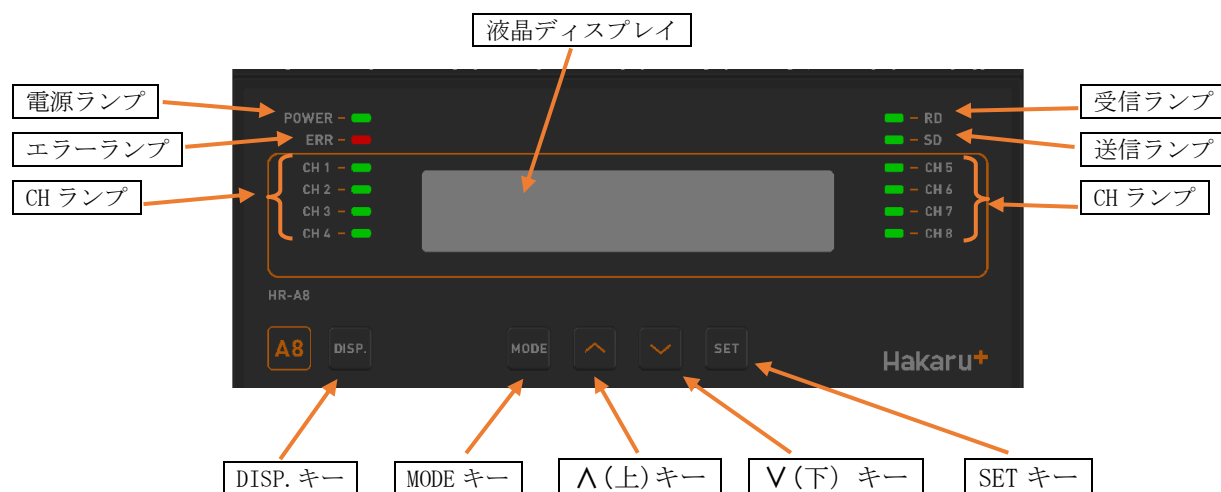 液晶ディスプレイ
電源ランプ
エラーランプ
CH ランプ
受信ランプ
送信ランプ
CH ランプ
POWER
ERR
CH 1
CH 2
CH 3
CH 4
RD
SD
CH 5
CH 6
CH 7
CH 8
HR-A8
A8
DISP.
MODE
SET
Hakaru+
DISP. キー
MODE キー
∧(上)キー
∨(下) キー
SET キー